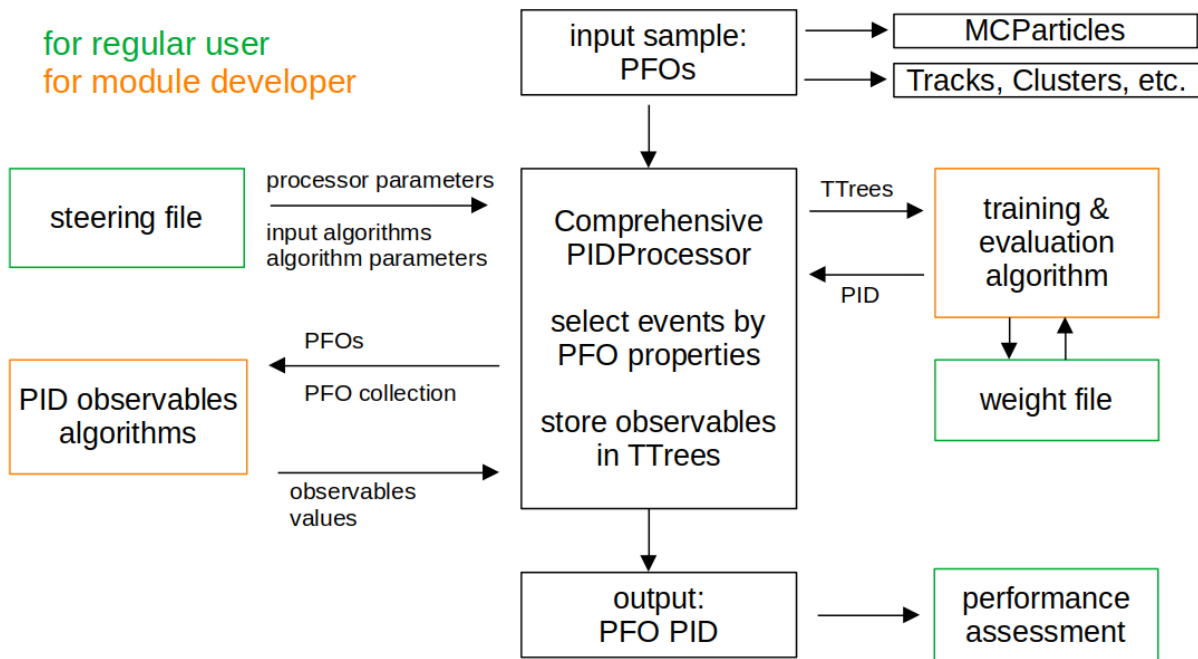 for regular user
for module developer
input sample:
PFOs
MCParticles
Tracks, Clusters, etc.
steering file
processor parameters
input algorithms
algorithm parameters
Comprehensive
PIDProcessor
select events by
PFO properties
store observables
in TTrees
TTrees
PID
training &
evaluation
algorithm
weight file
PID observables
algorithms
PFOs
PFO collection
observables
values
output:
PFO PID
performance
assessment